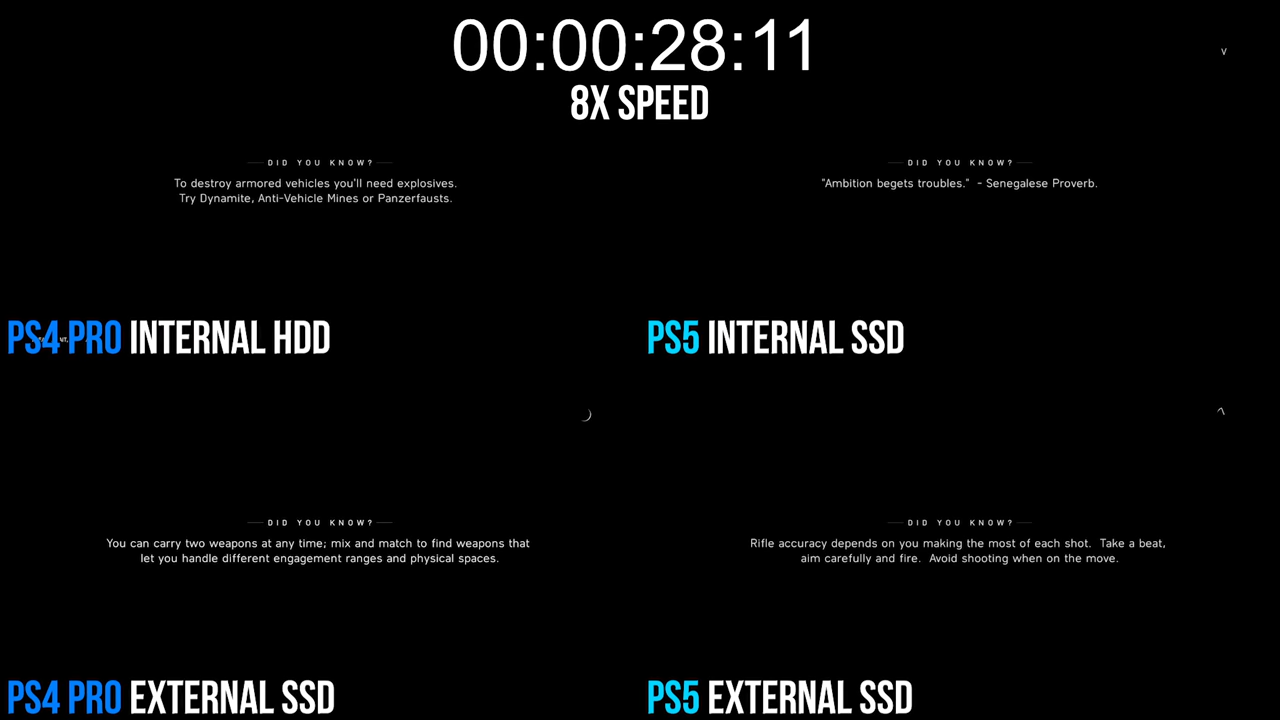 00:00:28:11
8X SPEED
DID YOU KNOW?
To destroy armored vehicles you'll need explosives.
Try Dynamite, Anti-Vehicle Mines or Panzerfausts.
DID YOU KNOW?
"Ambition begets troubles."  - Senegalese Proverb.
PS4 PRO INTERNAL HDD
PS5 INTERNAL SSD
DID YOU KNOW?
You can carry two weapons at any time; mix and match to find weapons that
let you handle different engagement ranges and physical spaces.
DID YOU KNOW?
Rifle accuracy depends on you making the most of each shot.  Take a beat,
aim carefully and fire.  Avoid shooting when on the move.
PS4 PRO EXTERNAL SSD
PS5 EXTERNAL SSD